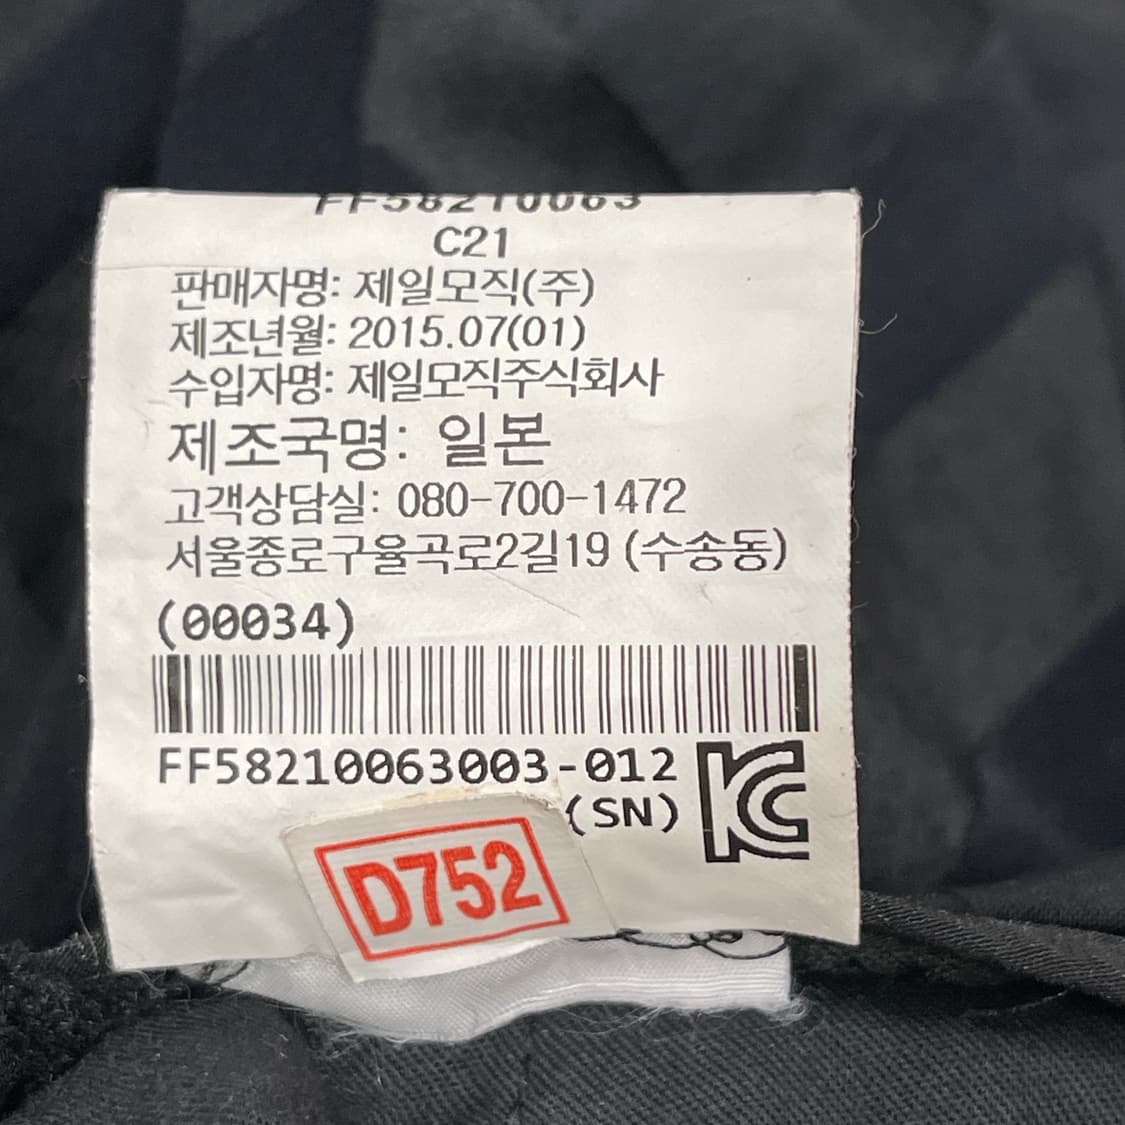 FF58210063
C21
판매자명: 제일모직(주)
제조년월: 2015.07(01)
수입자명: 제일모직주식회사
제조국명: 일본
고객상담실: 080-700-1472
서울종로구율곡로2길19 (수송동)
(00034)
FF58210063003-012
(SN)
KC
D752